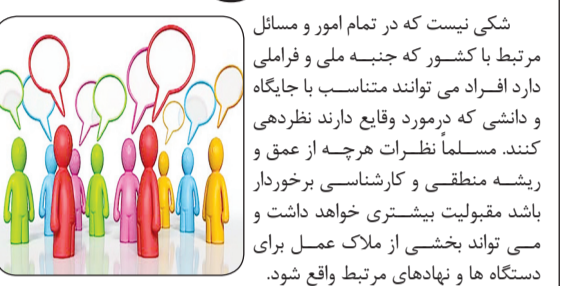 شکی نیست که در تمام امور و مسائل
مرتبط با کشور که جنبه ملی و فراملی
دارد افراد می توانند متناسب با جایگاه
و دانشی که درمورد وقایع دارند نظردهی
کنند. مسلماً نظرات هرچه از عمق و
ریشه منطقی و کارشناسی برخوردار
باشد مقبولیت بیشتری خواهد داشت و
می تواند بخشی از ملاک عمل برای
دستگاه ها و نهادهای مرتبط واقع شود.